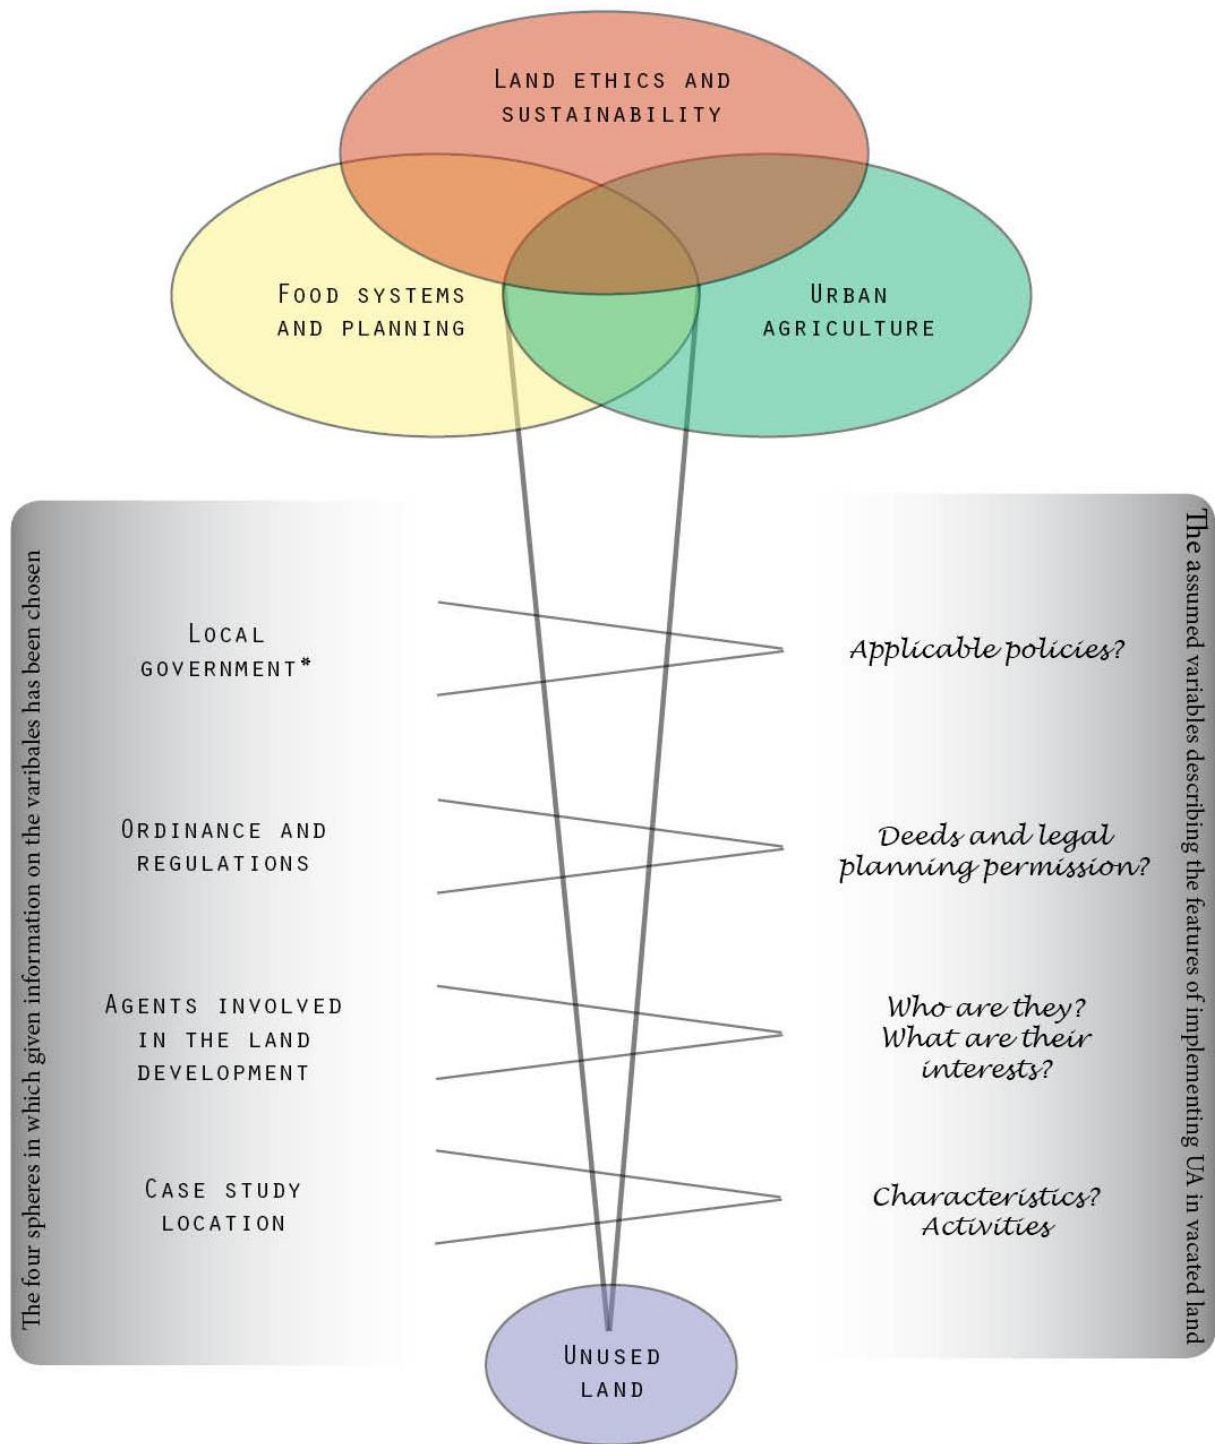 LAND ETHICS AND
SUSTAINABILITY
FOOD SYSTEMS
AND PLANNING
URBAN
AGRICULTURE
The four spheres in which given information on the varibales has been chosen
LOCAL
GOVERNMENT*
Applicable policies?
ORDINANCE AND
REGULATIONS
Deeds and legal
planning permission?
AGENTS INVOLVED
IN THE LAND
DEVELOPMENT
Who are they?
What are their
interests?
CASE STUDY
LOCATION
Characteristics?
Activities
The assumed variables describing the features of implementing UA in vacated land
UNUSED
LAND